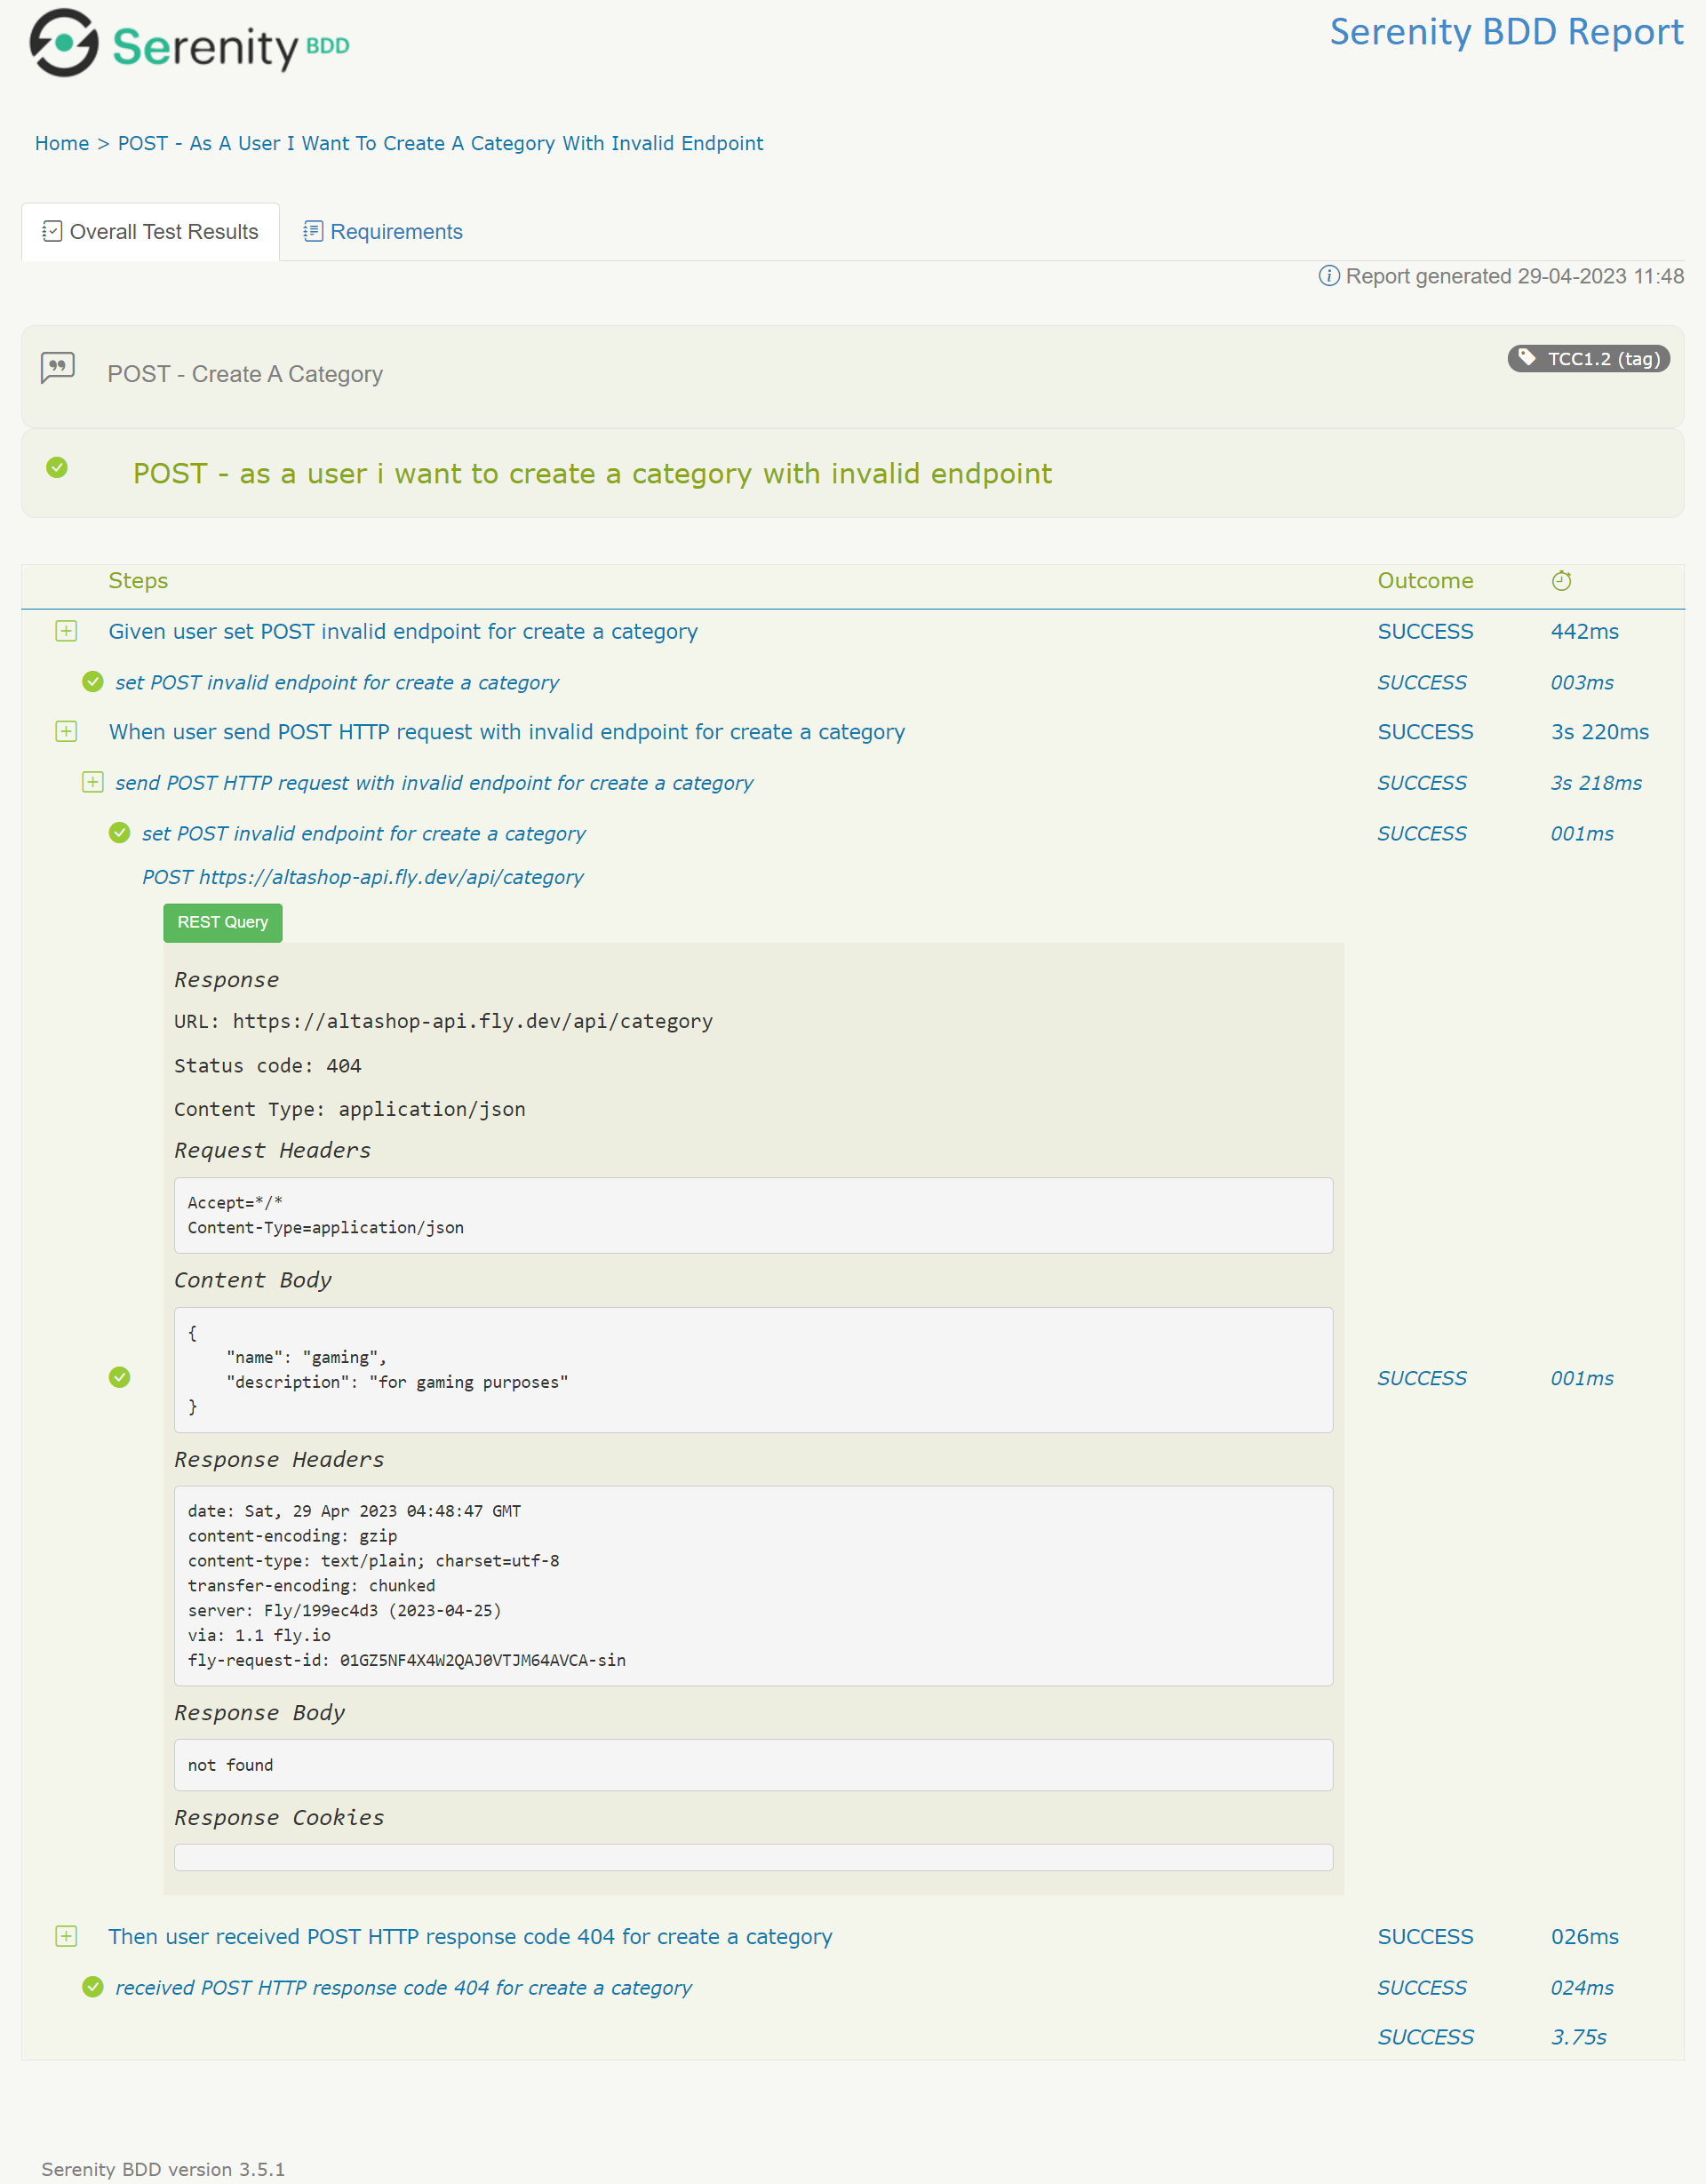 Serenity BDD
Serenity BDD Report
Home > POST - As A User I Want To Create A Category With Invalid Endpoint
Overall Test Results
Requirements
Report generated 29-04-2023 11:48
POST - Create A Category
TCC1.2 (tag)
POST - as a user i want to create a category with invalid endpoint
Steps Outcome
Given user set POST invalid endpoint for create a category SUCCESS 442ms
set POST invalid endpoint for create a category SUCCESS 003ms
When user send POST HTTP request with invalid endpoint for create a category SUCCESS 3s 220ms
send POST HTTP request with invalid endpoint for create a category SUCCESS 3s 218ms
set POST invalid endpoint for create a category SUCCESS 001ms
POST https://altashop-api.fly.dev/api/category
REST Query
Response
URL: https://altashop-api.fly.dev/api/category
Status code: 404
Content Type: application/json
Request Headers
Accept=*/*
Content-Type=application/json
Content Body
{
    "name": "gaming",
    "description": "for gaming purposes"
}
SUCCESS 001ms
Response Headers
date: Sat, 29 Apr 2023 04:48:47 GMT
content-encoding: gzip
content-type: text/plain; charset=utf-8
transfer-encoding: chunked
server: Fly/199ec4d3 (2023-04-25)
via: 1.1 fly.io
fly-request-id: 01GZ5NF4X4W2QAJ0VTJM64AVCA-sin
Response Body
not found
Response Cookies
Then user received POST HTTP response code 404 for create a category SUCCESS 026ms
received POST HTTP response code 404 for create a category SUCCESS 024ms
SUCCESS 3.75s
Serenity BDD version 3.5.1